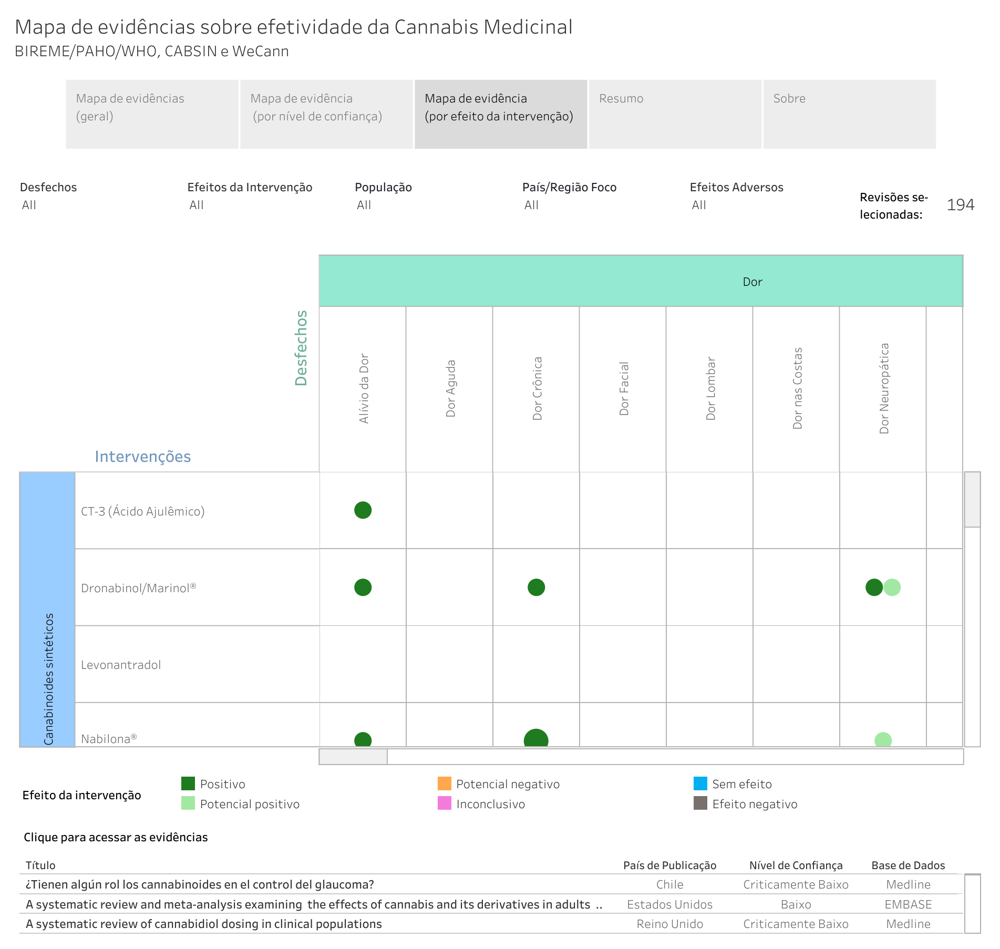 Mapa de evidências sobre efetividade da Cannabis Medicinal
BIREME/PAHO/WHO, CABSIN e WeCann
Mapa de evidências
(geral)
Mapa de evidência
(por nível de confiança)
Mapa de evidência
(por efeito da intervenção)
Resumo
Sobre
Desfechos
All
Efeitos da Intervenção
All
População
All
País/Região Foco
All
Efeitos Adversos
All
Revisões se-
lecionadas:
194
Dor
Desfechos
Alívio da Dor
Dor Aguda
Dor Crônica
Dor Facial
Dor Lombar
Dor nas Costas
Dor Neuropática
Intervenções
Canabinoides sintéticos
CT-3 (Ácido Ajulêmico)
Dronabinol/Marinol®
Levonantradol
Nabilona®
Efeito da intervenção
Positivo
Potencial positivo
Potencial negativo
Inconclusivo
Sem efeito
Efeito negativo
Clique para acessar as evidências
Título País de Publicação Nível de Confiança Base de Dados
¿Tienen algún rol los cannabinoides en el control del glaucoma? Chile Criticamente Baixo Medline
A systematic review and meta-analysis examining the effects of cannabis and its derivatives in adults .. Estados Unidos Baixo EMBASE
A systematic review of cannabidiol dosing in clinical populations Reino Unido Criticamente Baixo Medline